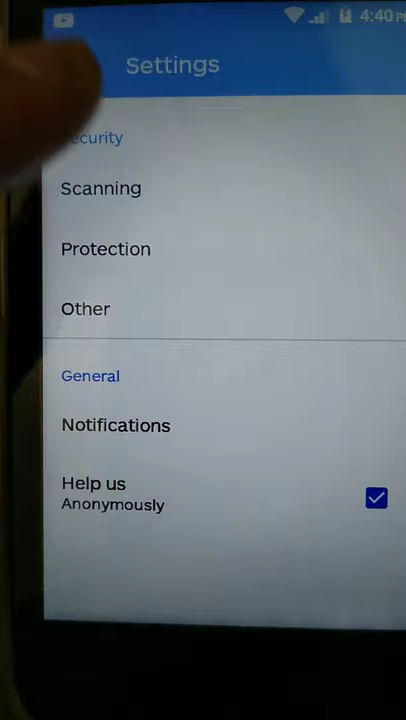 4:40
Settings
ecurity
Scanning
Protection
Other
General
Notifications
Help us
Anonymously